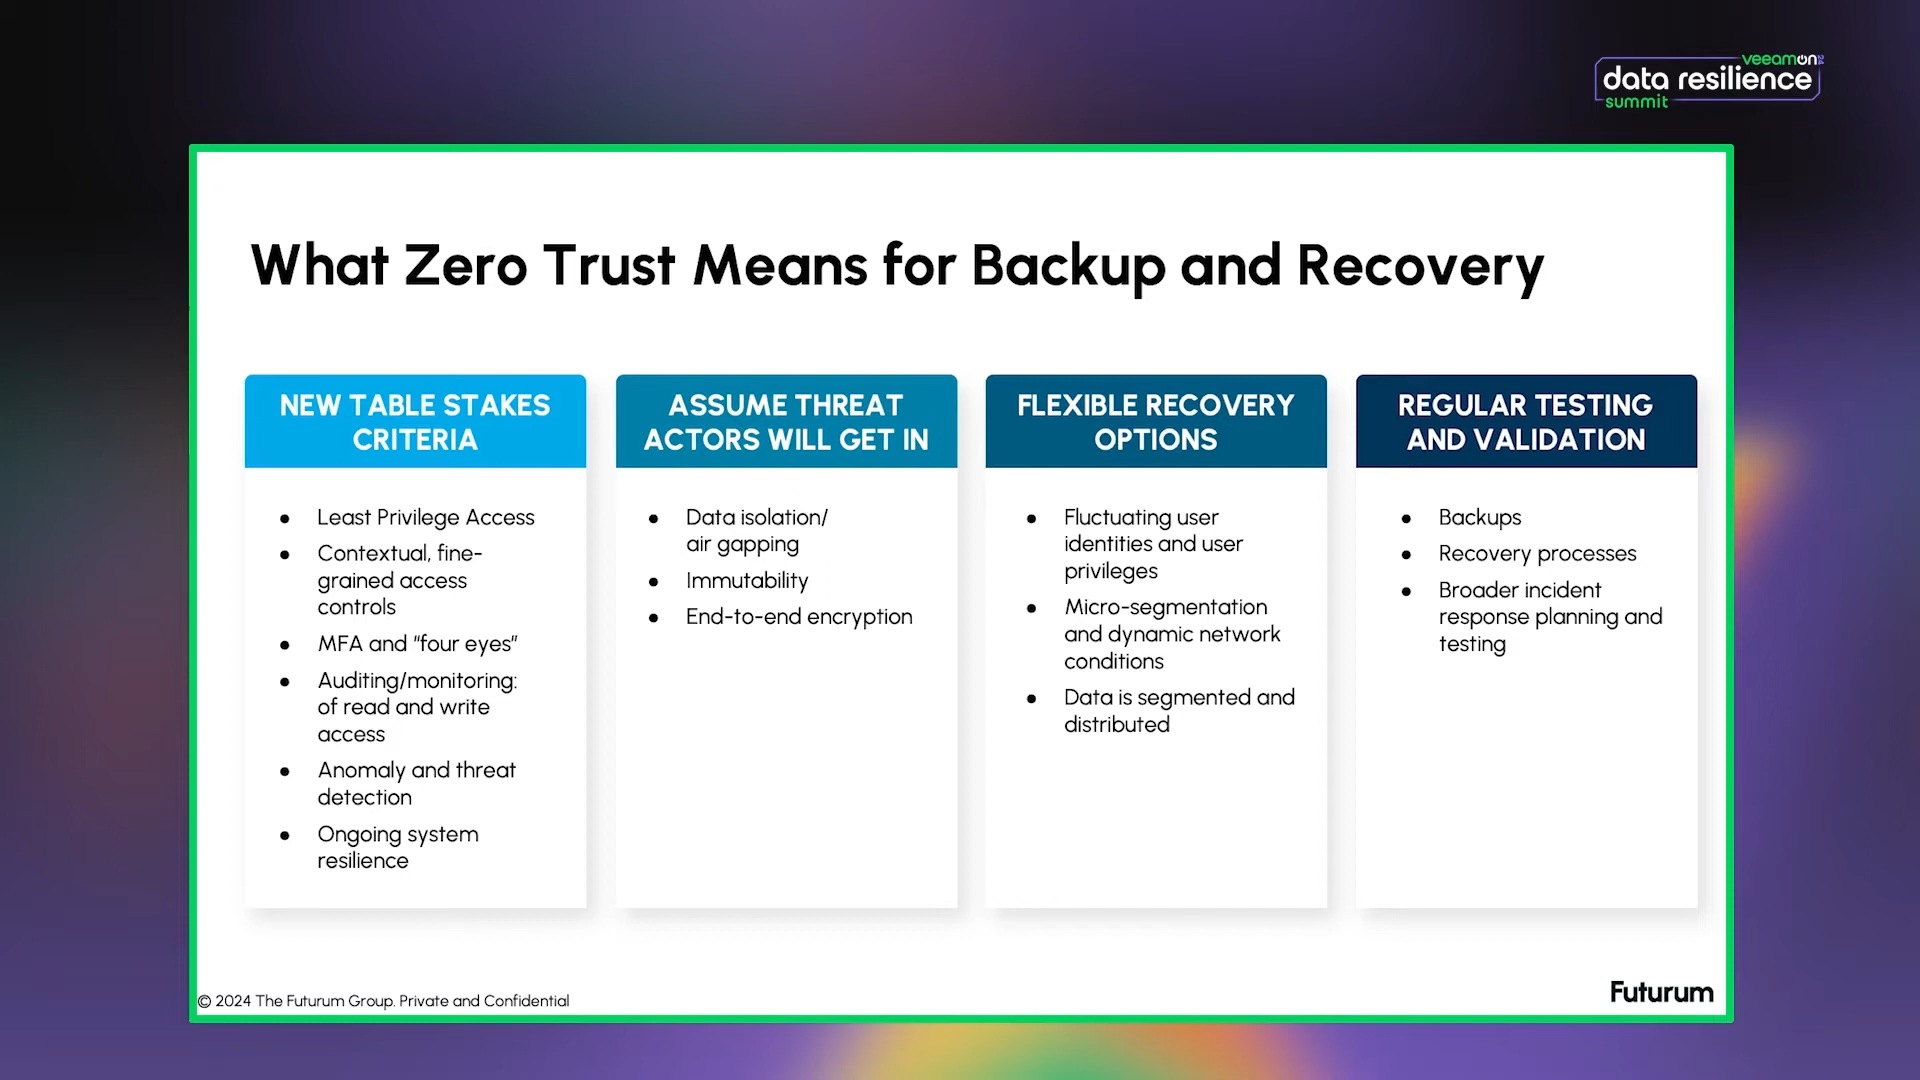 veeamON24
data resilience
summit
What Zero Trust Means for Backup and Recovery
NEW TABLE STAKES
CRITERIA
● Least Privilege Access
● Contextual, fine-
grained access
controls
● MFA and “four eyes”
● Auditing/monitoring:
of read and write
access
● Anomaly and threat
detection
● Ongoing system
resilience
ASSUME THREAT
ACTORS WILL GET IN
● Data isolation/
air gapping
● Immutability
● End-to-end encryption
FLEXIBLE RECOVERY
OPTIONS
● Fluctuating user
identities and user
privileges
● Micro-segmentation
and dynamic network
conditions
● Data is segmented and
distributed
REGULAR TESTING
AND VALIDATION
● Backups
● Recovery processes
● Broader incident
response planning and
testing
© 2024 The Futurum Group. Private and Confidential
Futurum